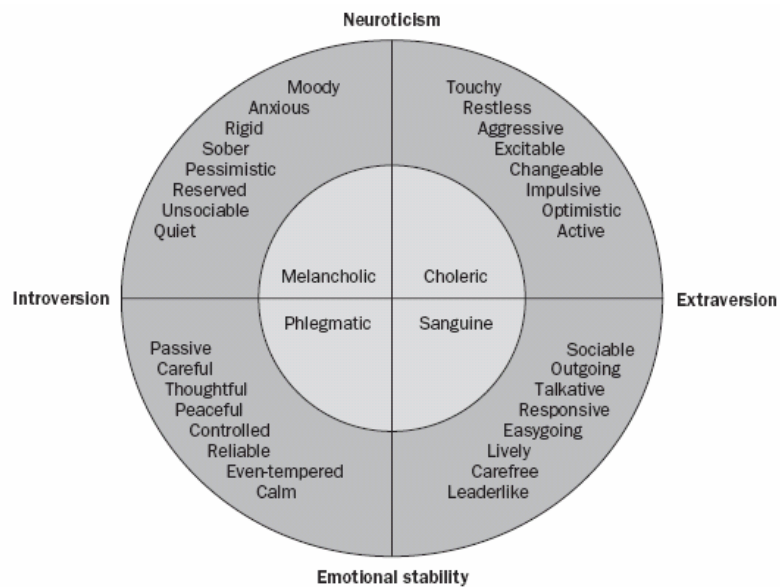 Neuroticism
Moody
Anxious
Rigid
Sober
Pessimistic
Reserved
Unsociable
Quiet
Touchy
Restless
Aggressive
Excitable
Changeable
Impulsive
Optimistic
Active
Melancholic
Choleric
Introversion
Extraversion
Phlegmatic
Sanguine
Passive
Careful
Thoughtful
Peaceful
Controlled
Reliable
Even-tempered
Calm
Sociable
Outgoing
Talkative
Responsive
Easygoing
Lively
Carefree
Leaderlike
Emotional stability